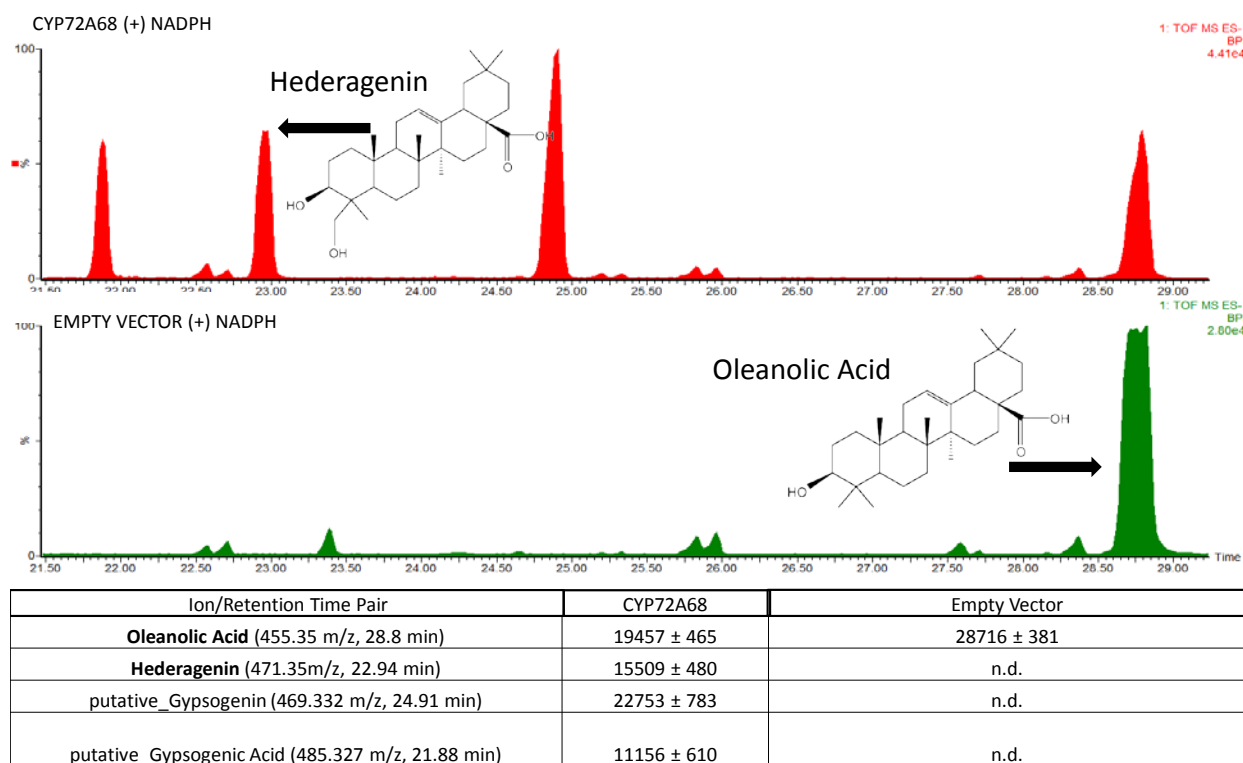 CYP72A68 (+) NADPH
1: TOF MS ES-
BP
4.41e4
100
Hederagenin
OH
O
HO
OH
%
0
21.50 22.00 22.50 23.00 23.50 24.00 24.50 25.00 25.50 26.00 26.50 27.00 27.50 28.00 28.50 29.00
EMPTY VECTOR (+) NADPH
1: TOF MS ES-
BP
2.80e4
100
Oleanolic Acid
OH
O
HO
%
0
Time
21.50 22.00 22.50 23.00 23.50 24.00 24.50 25.00 25.50 26.00 26.50 27.00 27.50 28.00 28.50 29.00
Ion/Retention Time Pair CYP72A68 Empty Vector
Oleanolic Acid (455.35 m/z, 28.8 min) 19457 ± 465 28716 ± 381
Hederagenin (471.35m/z, 22.94 min) 15509 ± 480 n.d.
putative_Gypsogenin (469.332 m/z, 24.91 min) 22753 ± 783 n.d.
putative_Gypsogenic Acid (485.327 m/z, 21.88 min) 11156 ± 610 n.d.